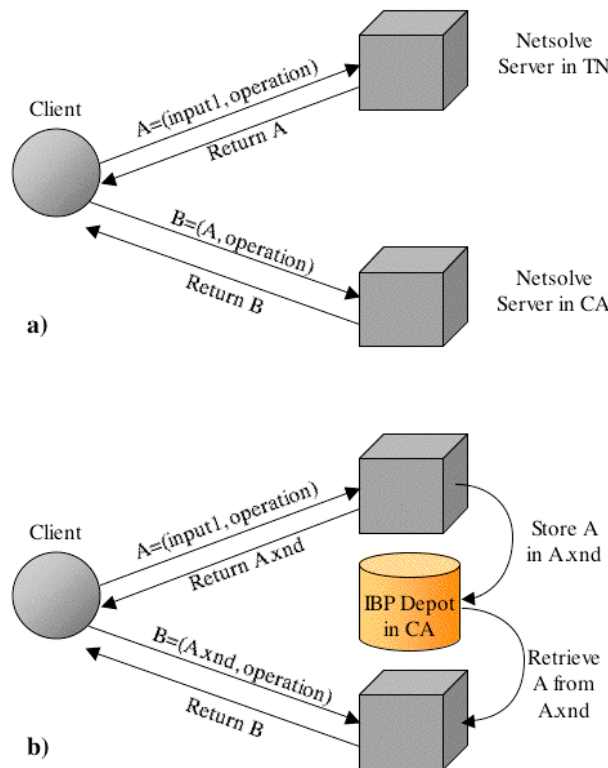 Netsolve
Server in TN
Client
A=(input1, operation)
Return A
B=(A, operation)
Return B
Netsolve
Server in CA
a)
Client
A=(input1, operation)
Return A.xnd
Store A
in A.xnd
IBP Depot
in CA
B=(A.xnd, operation)
Return B
Retrieve
A from
A.xnd
b)